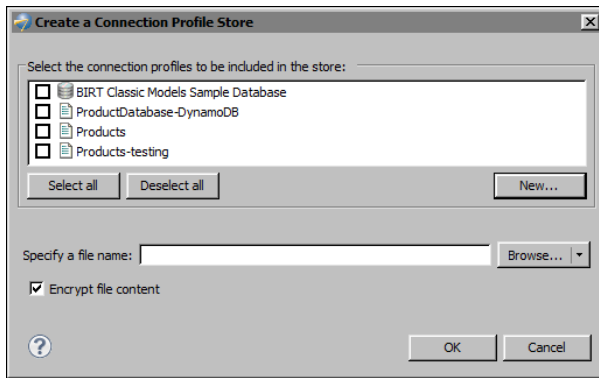 Create a Connection Profile Store
Select the connection profiles to be included in the store:
BIRT Classic Models Sample Database
ProductDatabase-DynamoDB
Products
Products-testing
Select all Deselect all New...
Specify a file name: Browse...
Encrypt file content
? OK Cancel